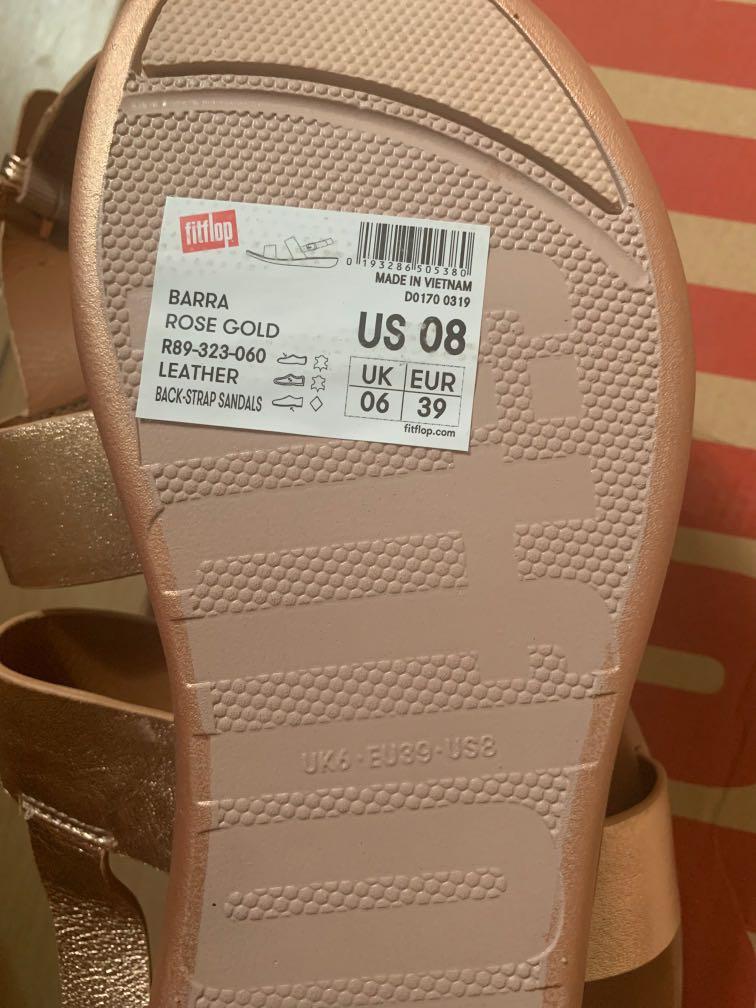 fitflop
0 193286 505380
MADE IN VIETNAM
D0170 0319
BARRA
ROSE GOLD
R89-323-060
LEATHER
BACK-STRAP SANDALS
US 08
UK EUR
06 39
fitflop.com
UK6·EU39·US8
fitflop